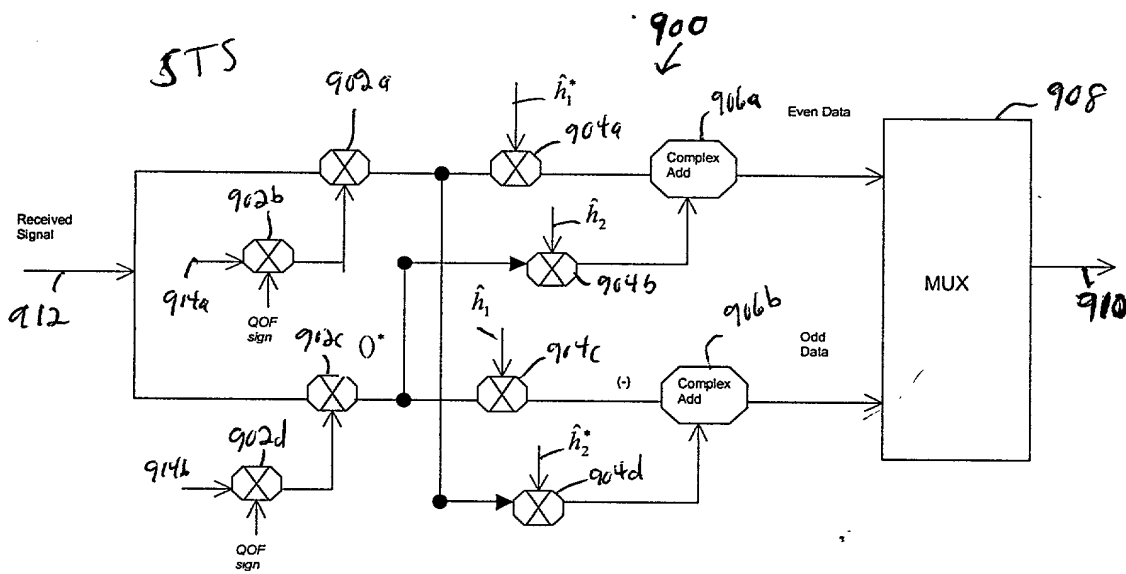 STS
900
902a
ĥ₁*
904a
906a
Even Data
908
Complex
Add
902b
Received
Signal
ĥ₂
914a
904b
912
MUX
910
QOF
sign
902c
()*
ĥ₁
904c
906b
Odd
Data
(-)
Complex
Add
902d
ĥ₂*
914b
904d
QOF
sign